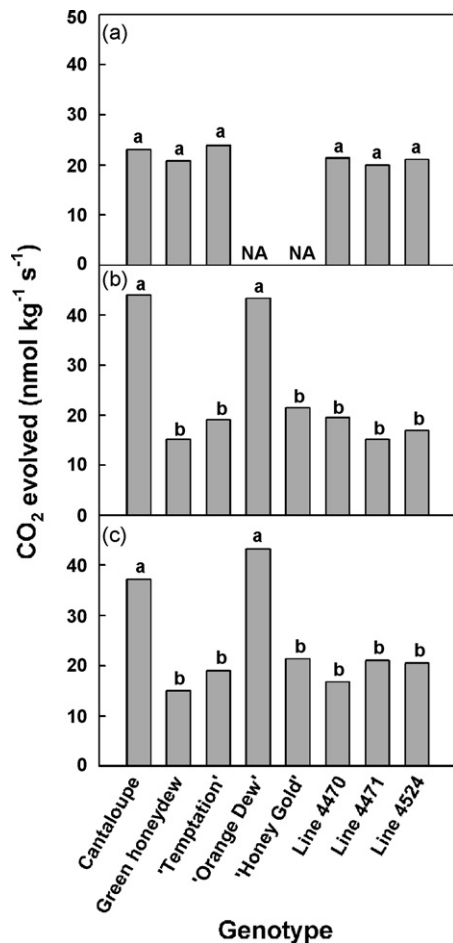 CO₂ evolved (nmol kg⁻¹ s⁻¹)
(a)
50
40
30
20
10
0
a
a
a
NA
NA
a
a
a
(b)
40
30
20
10
0
a
b
b
a
b
b
b
b
(c)
40
30
20
10
0
a
b
b
a
b
b
b
b
Cantaloupe
Green honeydew
'Temptation'
'Orange Dew'
'Honey Gold'
Line 4470
Line 4471
Line 4524
Genotype